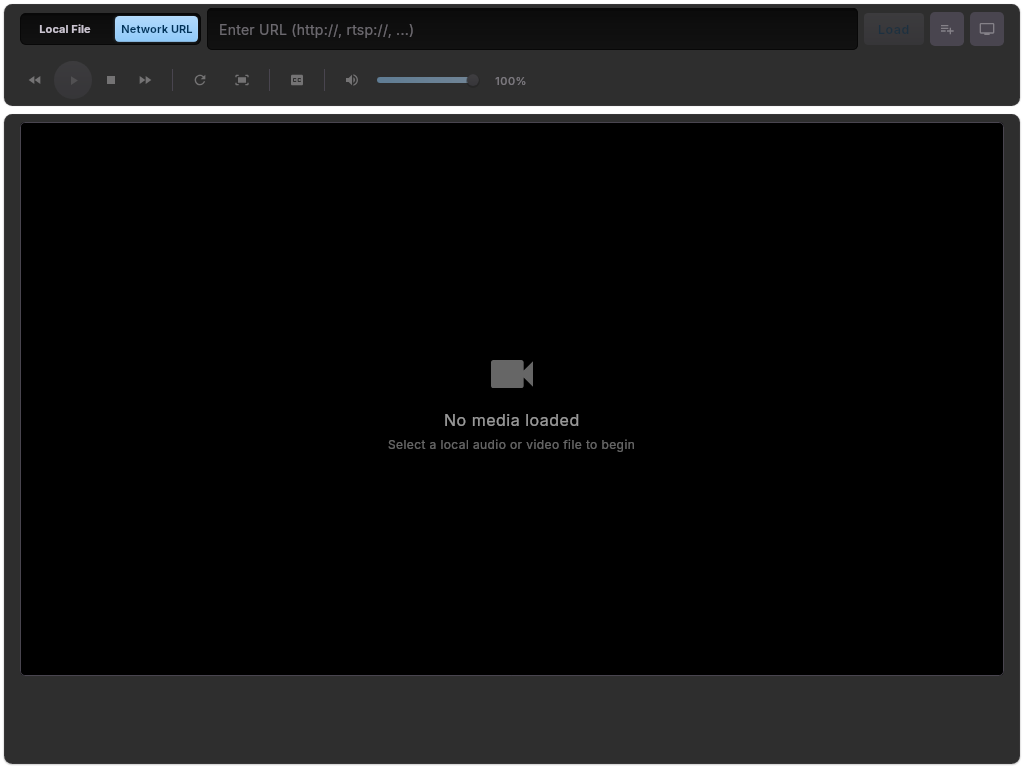 Local File
Network URL
Enter URL (http://, rtsp://, ...)
Load
CC
100%
No media loaded
Select a local audio or video file to begin